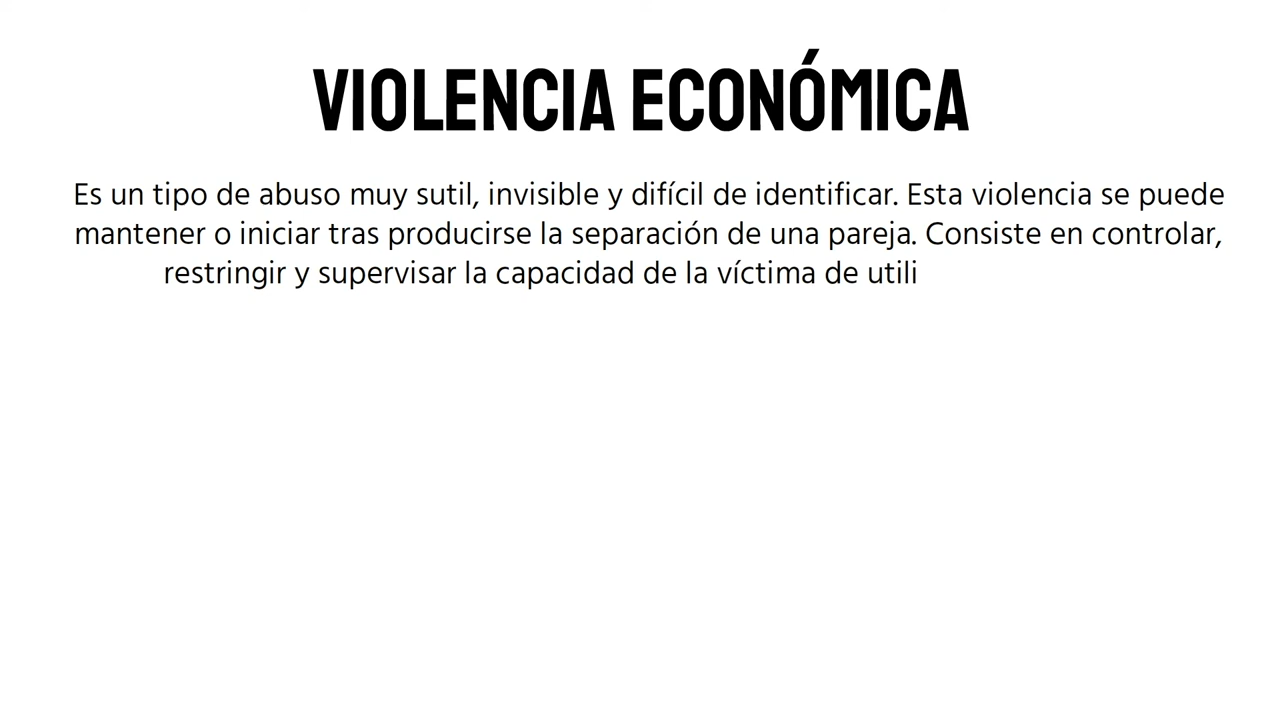 VIOLENCIA ECONÓMICA
Es un tipo de abuso muy sutil, invisible y difícil de identificar. Esta violencia se puede
mantener o iniciar tras producirse la separación de una pareja. Consiste en controlar,
restringir y supervisar la capacidad de la víctima de utili